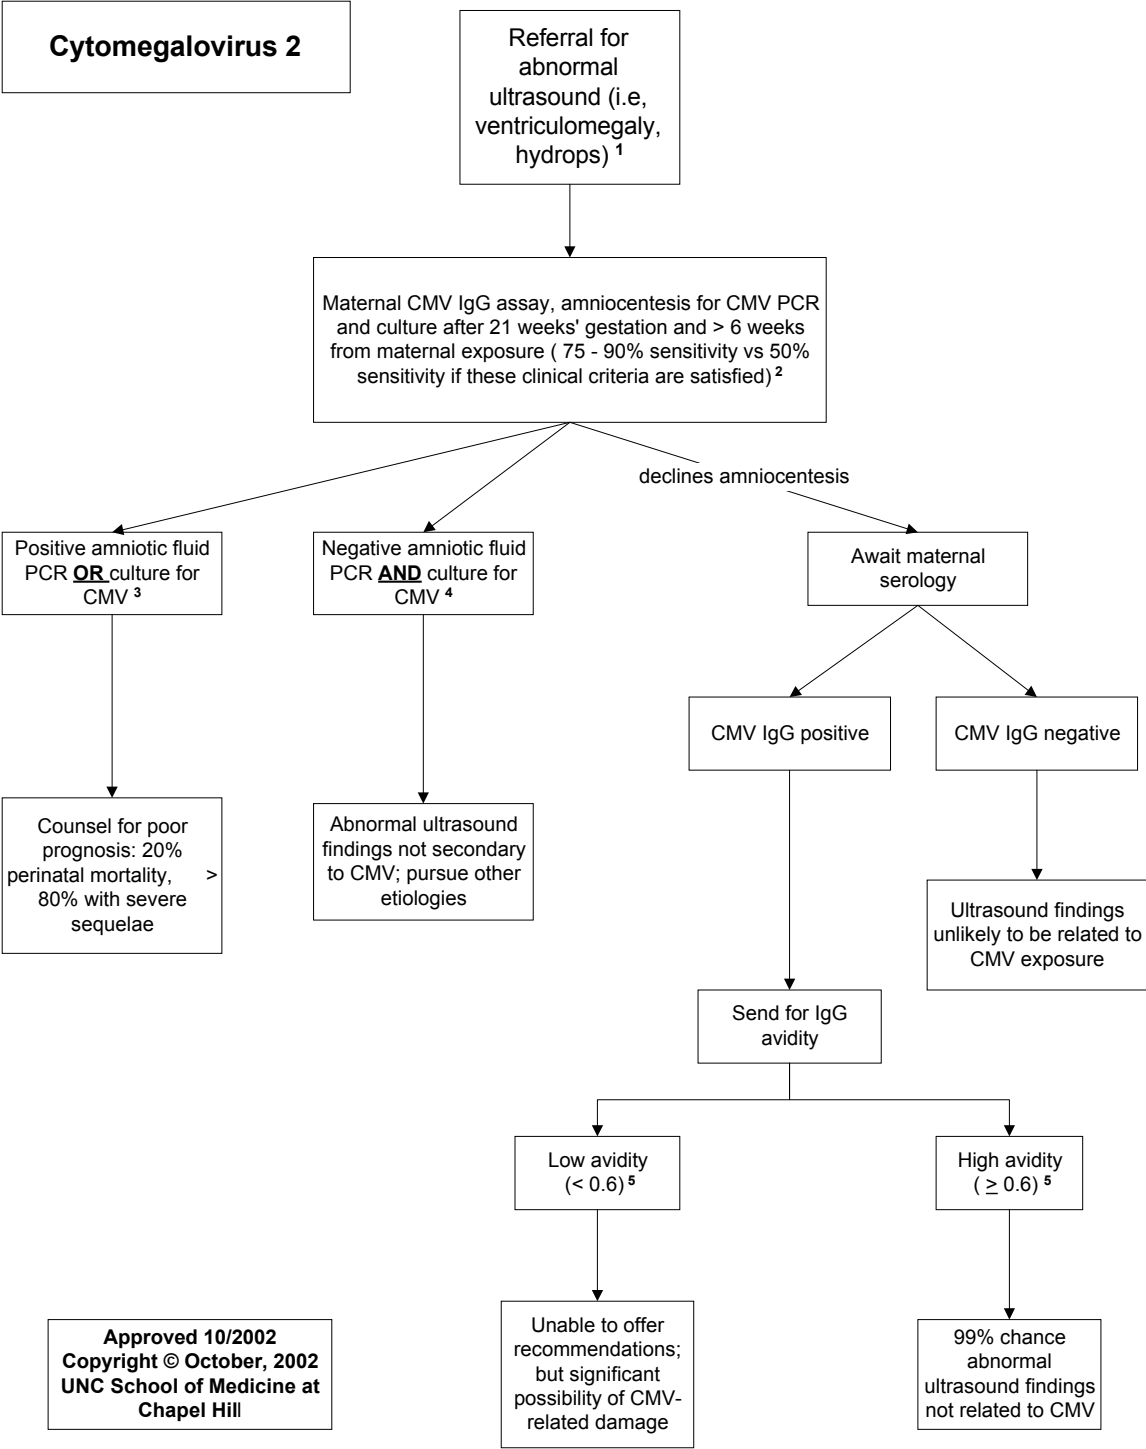 Cytomegalovirus 2
Referral for
abnormal
ultrasound (i.e,
ventriculomegaly,
hydrops) 1
Maternal CMV IgG assay, amniocentesis for CMV PCR
and culture after 21 weeks' gestation and > 6 weeks
from maternal exposure ( 75 - 90% sensitivity vs 50%
sensitivity if these clinical criteria are satisfied) 2
declines amniocentesis
Positive amniotic fluid
PCR OR culture for
CMV 3
Negative amniotic fluid
PCR AND culture for
CMV 4
Await maternal
serology
CMV IgG positive
CMV IgG negative
Counsel for poor
prognosis: 20%
perinatal mortality, >
80% with severe
sequelae
Abnormal ultrasound
findings not secondary
to CMV; pursue other
etiologies
Ultrasound findings
unlikely to be related to
CMV exposure
Send for IgG
avidity
Low avidity
(< 0.6) 5
High avidity
( ≥ 0.6) 5
Unable to offer
recommendations;
but significant
possibility of CMV-
related damage
99% chance
abnormal
ultrasound findings
not related to CMV
Approved 10/2002
Copyright © October, 2002
UNC School of Medicine at
Chapel Hill